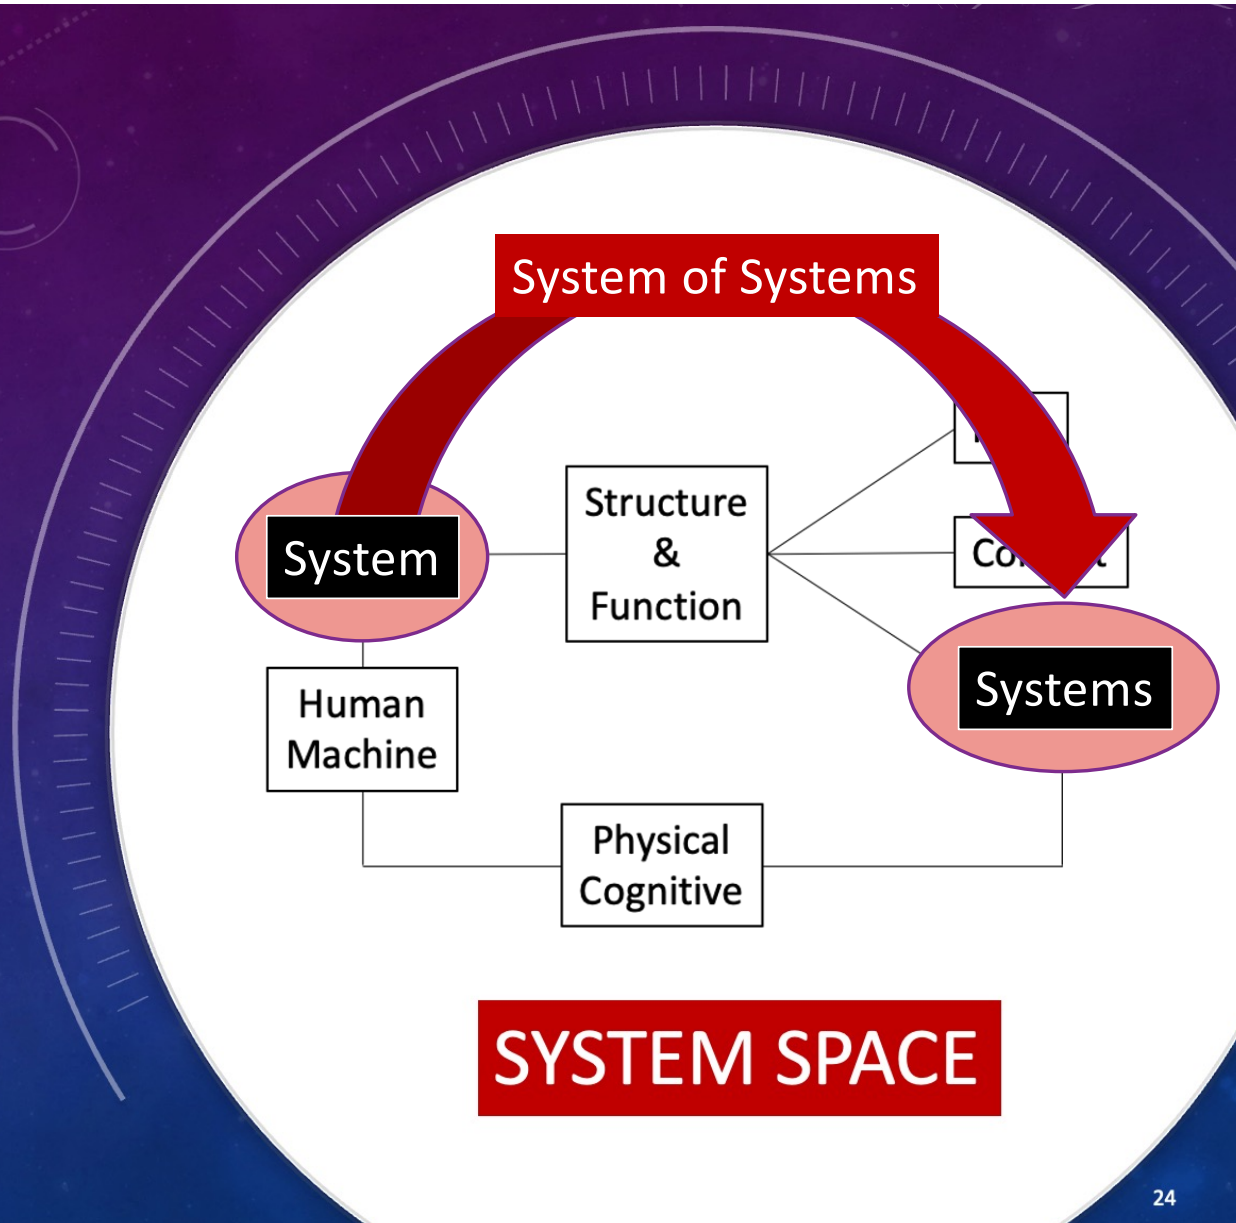 System of Systems
Structure
&
Function
System
Systems
Human
Machine
Physical
Cognitive
SYSTEM SPACE
24